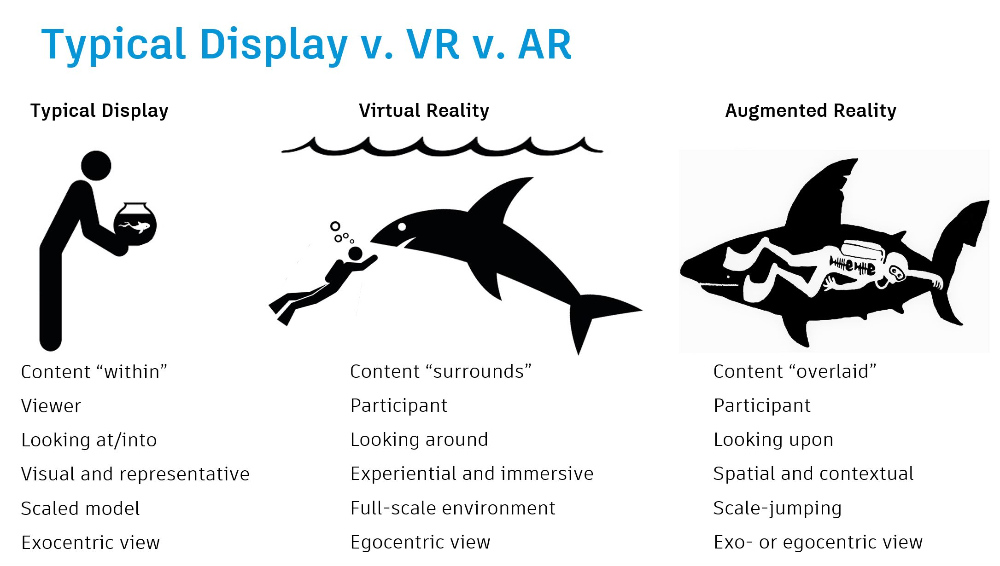 Typical Display v. VR v. AR
Typical Display
Content “within”
Viewer
Looking at/into
Visual and representative
Scaled model
Exocentric view
Virtual Reality
Content “surrounds”
Participant
Looking around
Experiential and immersive
Full-scale environment
Egocentric view
Augmented Reality
Content “overlaid”
Participant
Looking upon
Spatial and contextual
Scale-jumping
Exo- or egocentric view